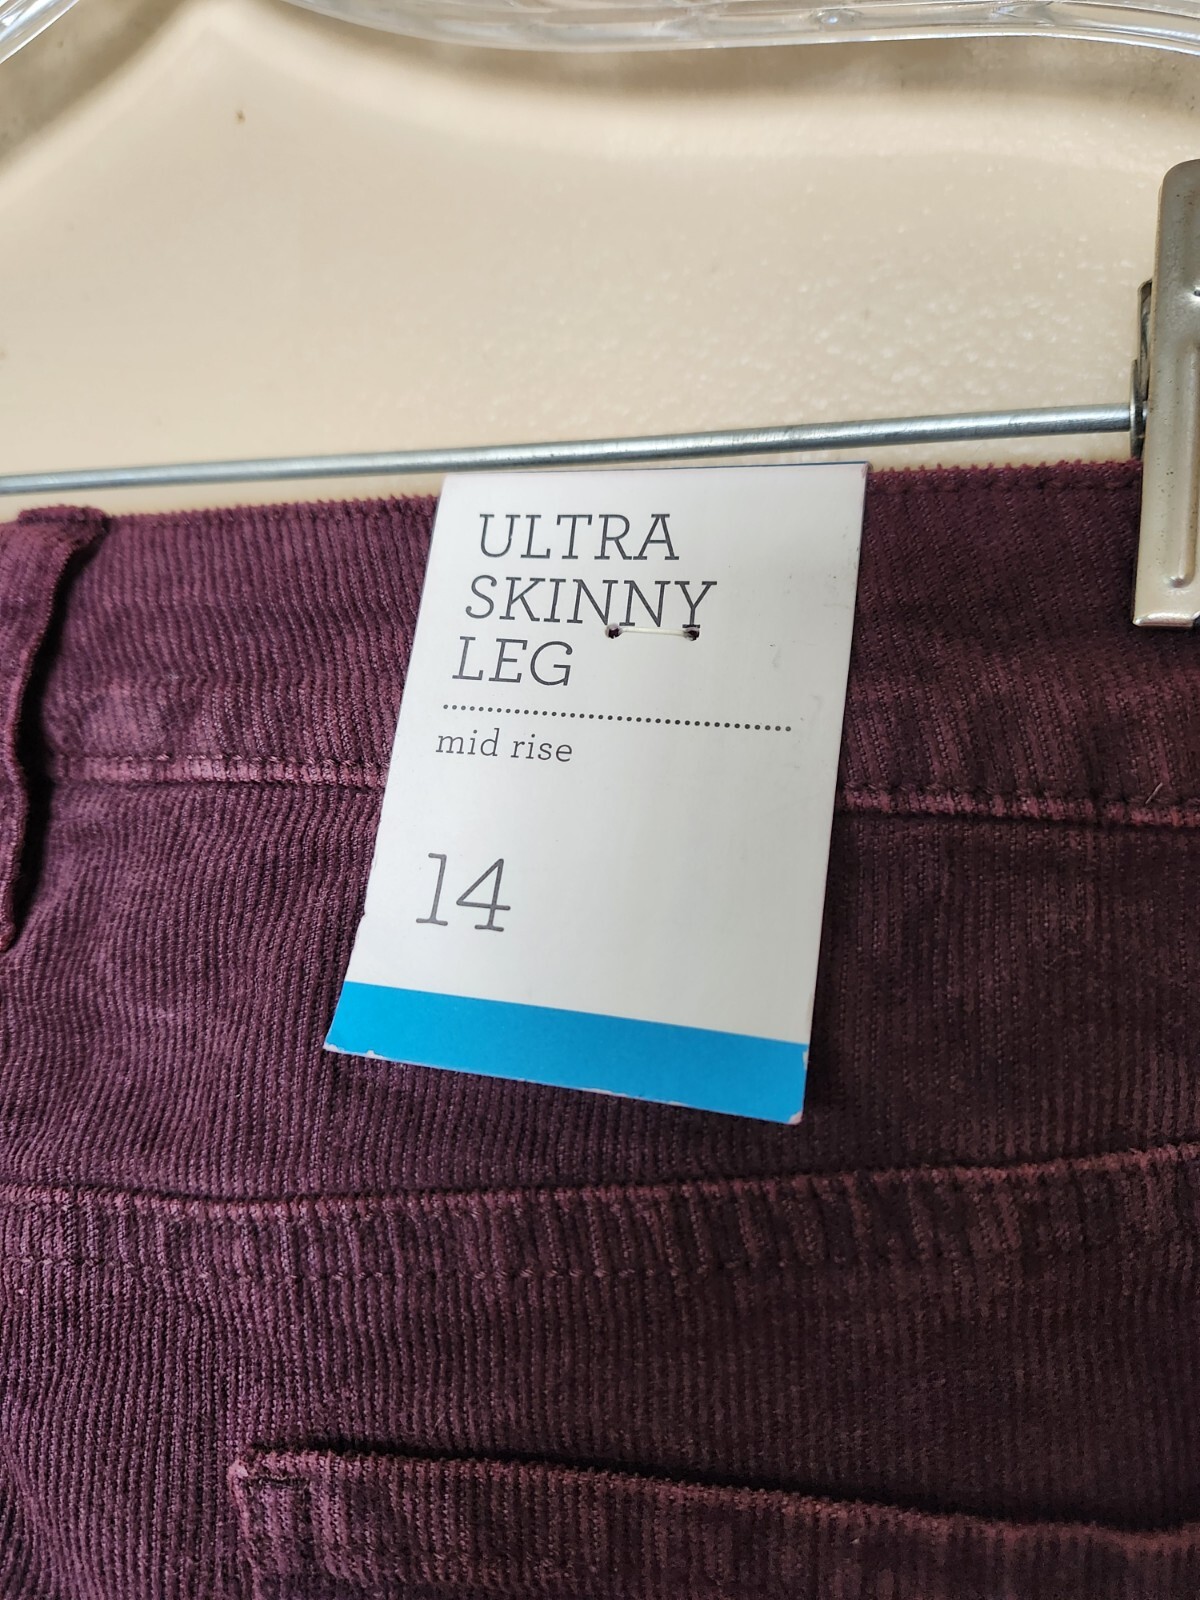 ULTRA
SKINNY
LEG
mid rise
14